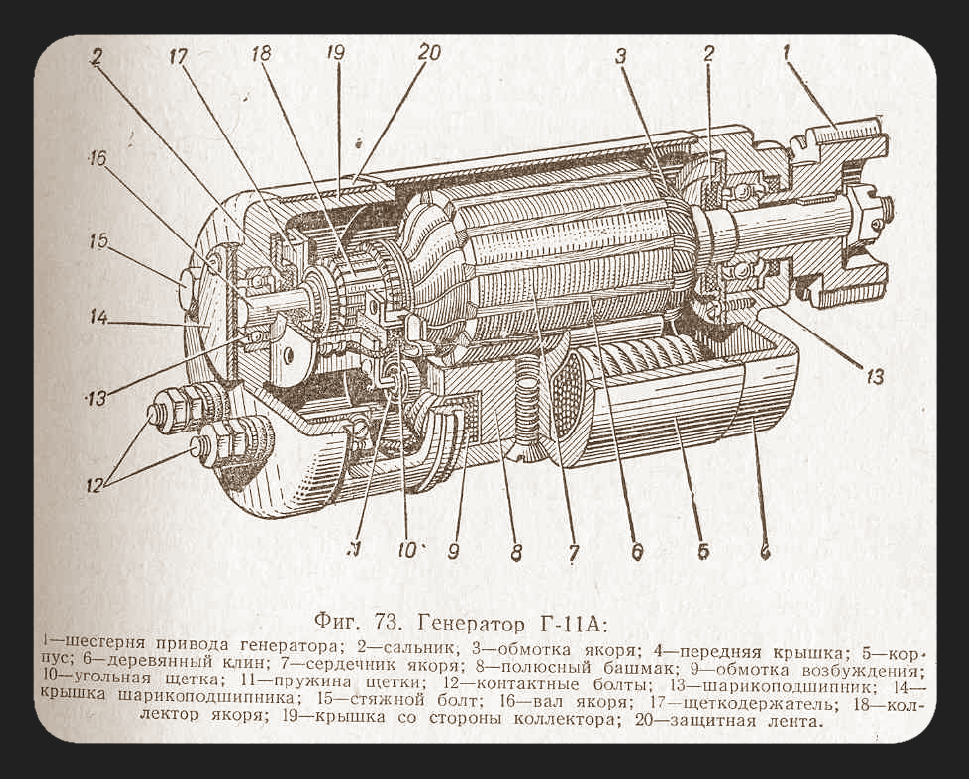 2 17 18 19 20 3 2 1
16
15
14
13 13
12
11 10 9 8 7 6 5 4
Фиг. 73. Генератор Г-11А:
1—шестерня привода генератора; 2—сальник, 3—обмотка якоря; 4—передняя крышка; 5—кор-
пус; 6—деревянный клин; 7—сердечник якоря; 8—полюсный башмак; 9—обмотка возбуждения;
10—угольная щетка; 11—пружина щетки; 12—контактные болты; 13—шарикоподшипник; 14—
крышка шарикоподшипника; 15—стяжной болт; 16—вал якоря; 17—щеткодержатель; 18—кол-
лектор якоря; 19—крышка со стороны коллектора; 20—защитная лента.